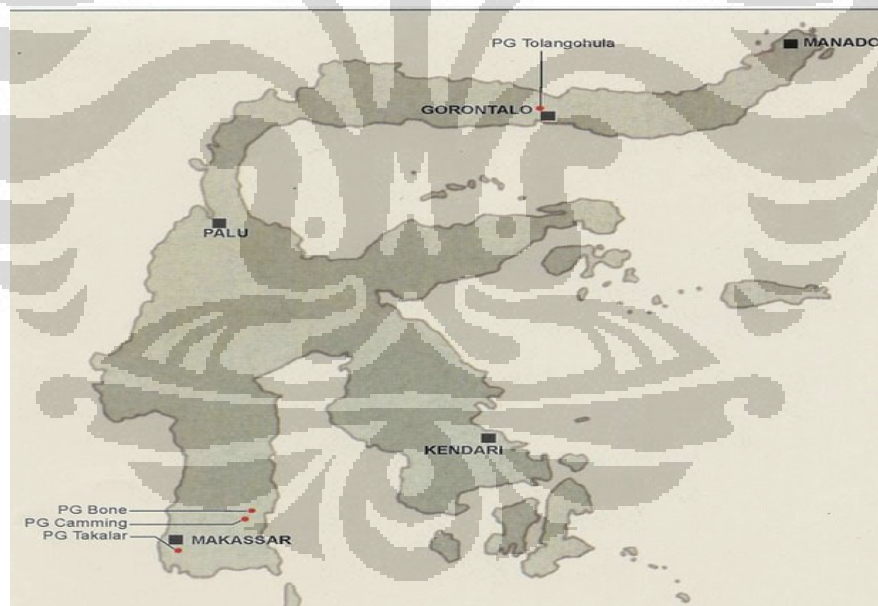 PG Tolangohula
MANADO
GORONTALO
PALU
KENDARI
PG Bone
PG Camming
PG Takalar
MAKASSAR